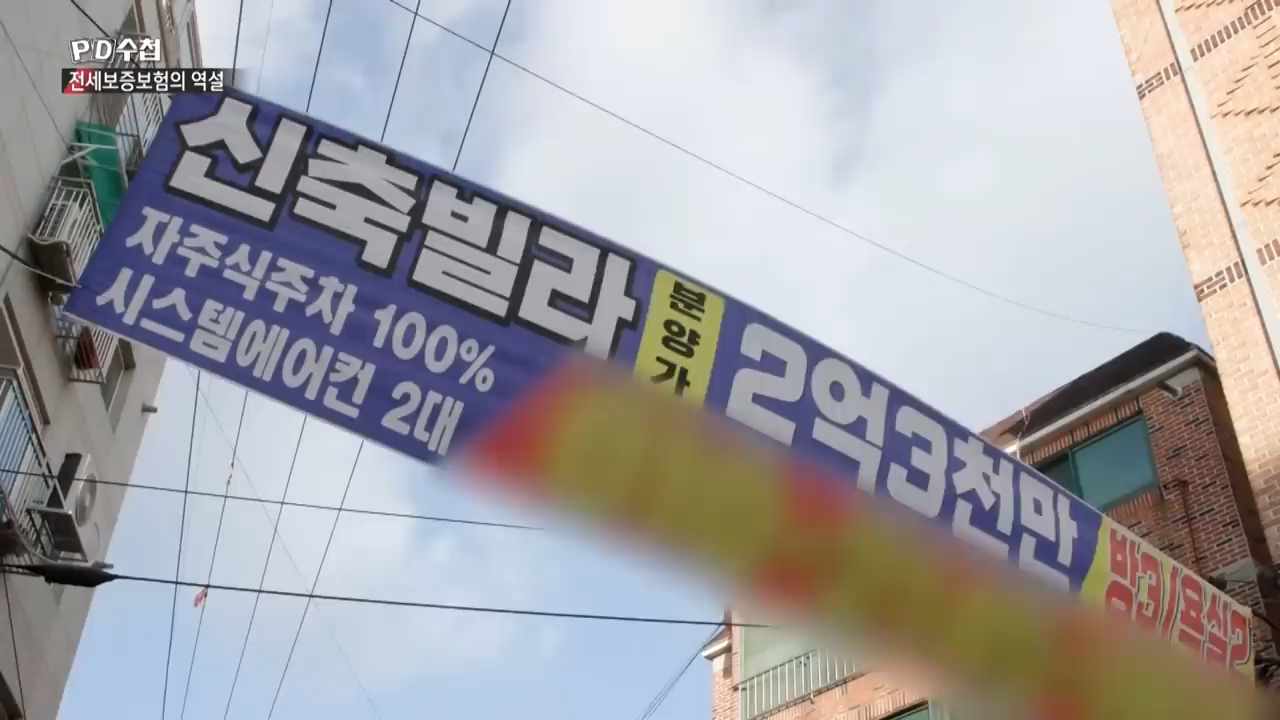 PD수첩
전세보증보험의 역설
신축빌라
자주식주차 100%
시스템에어컨 2대
분양가
2억3천만
방3/욕실2